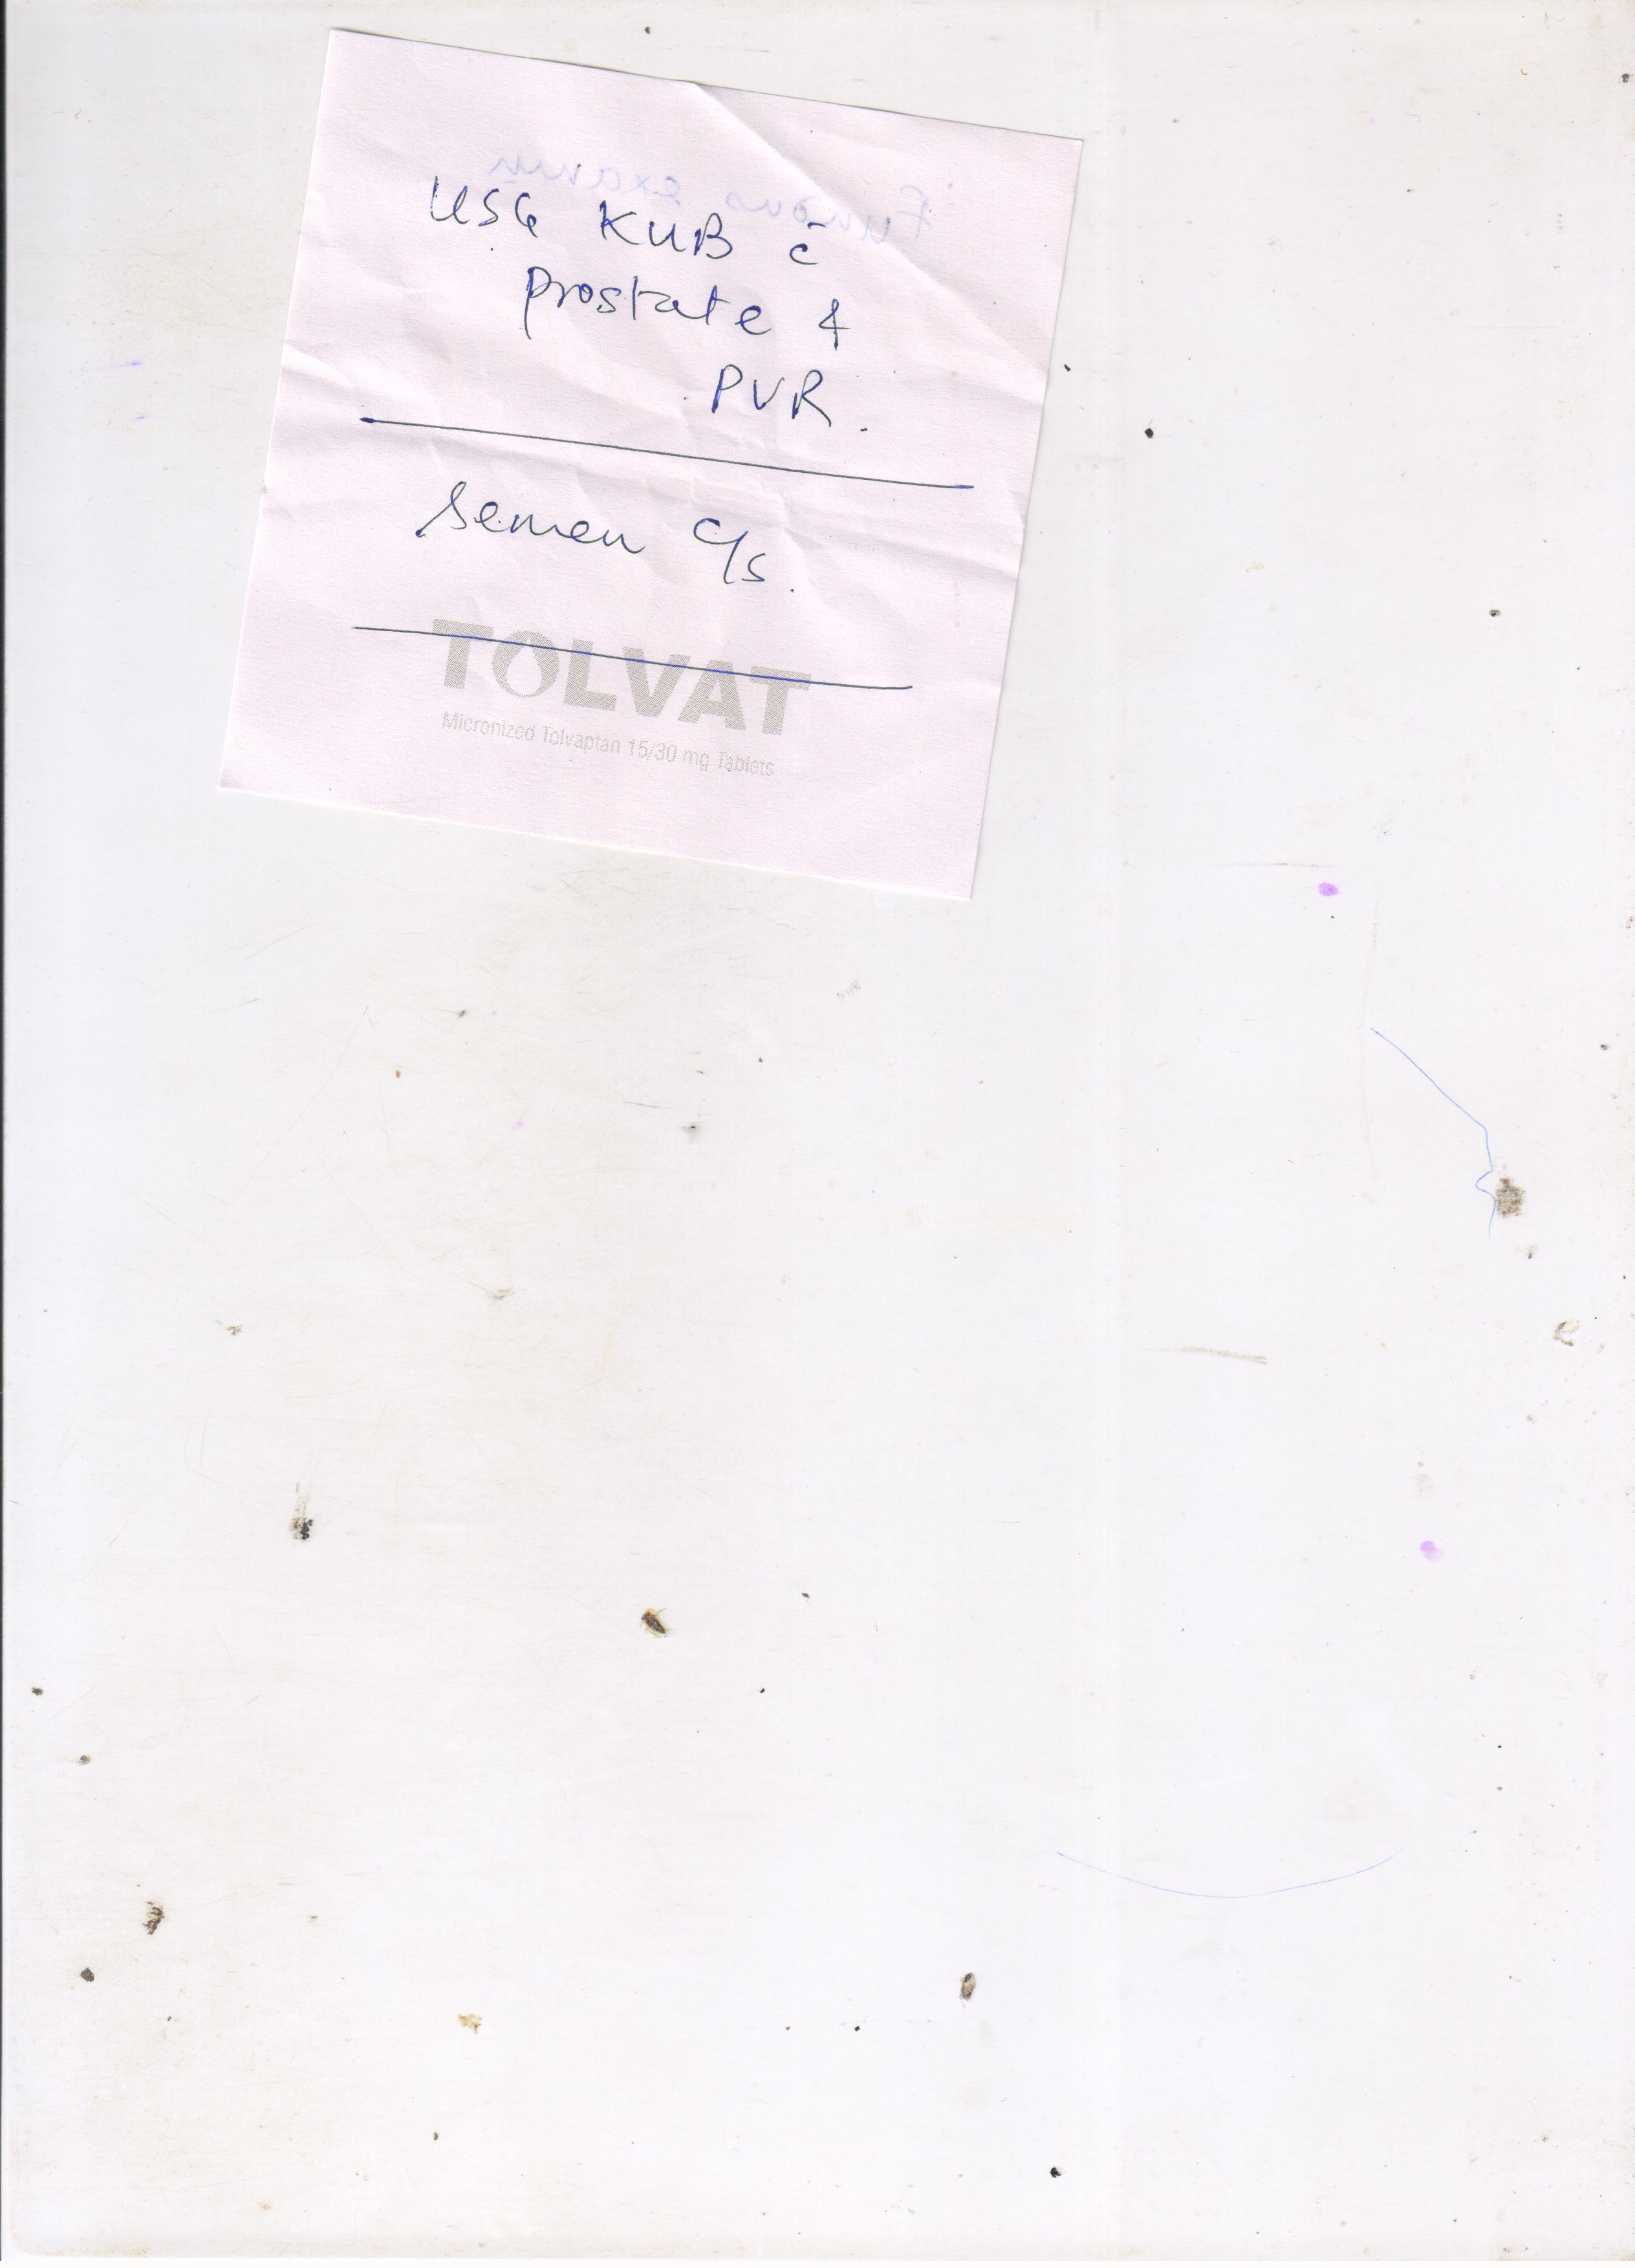 USG KUB c̄
prostate &
PVR.
Semen C/s.
TOLVAT
Micronized Tolvaptan 15/30 mg Tablets